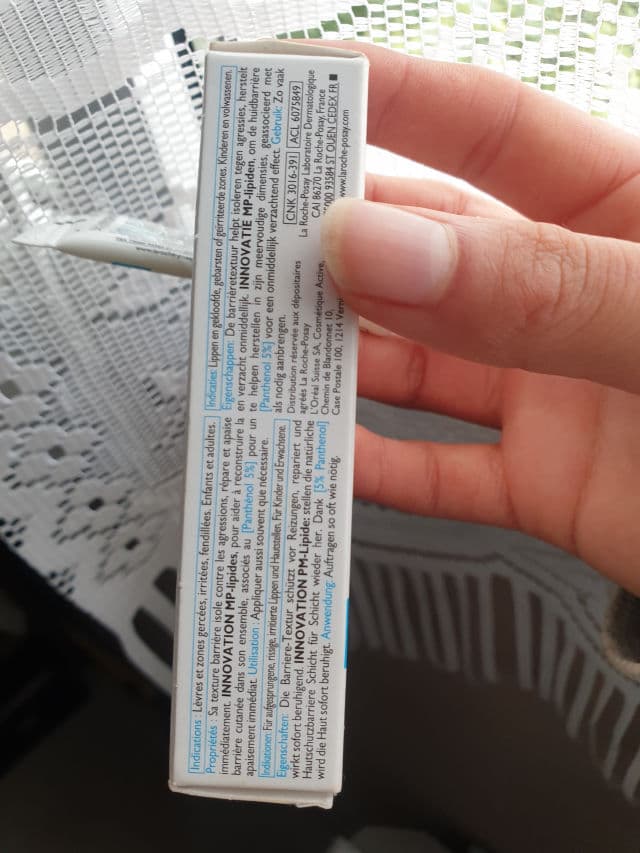 Indications : Lèvres et zones gercées, irritées, fendillées. Enfants et adultes.
Propriétés : Sa texture barrière isole contre les agressions, répare et apaise
immédiatement. INNOVATION MP-lipides, pour aider à reconstruire la
barrière cutanée dans son ensemble, associés au [Panthénol 5%] pour un
apaisement immédiat. Utilisation : Appliquer aussi souvent que nécessaire.
Indikationen: Für aufgesprungene, rissige, irritierte Lippen und Hautstellen. Für Kinder und Erwachsene.
Eigenschaften: Die Barriere-Textur schützt vor Reizungen, repariert und
wirkt sofort beruhigend. INNOVATION PM-Lipide: stellen die natürliche
Hautschutzbarriere Schicht für Schicht wieder her. Dank [5% Panthenol]
wird die Haut sofort beruhigt. Anwendung: Auftragen so oft wie nötig.
Indicaties: Lippen en gekloofde, gebarsten of geïrriteerde zones. Kinderen en volwassenen.
Eigenschappen: De barrièretextuur helpt isoleren tegen agressies, herstelt
en verzacht onmiddellijk. INNOVATIE MP-lipiden, om de huidbarrière
te helpen herstellen in zijn meervoudige dimensies, geassocieerd met
[Panthenol 5%] voor een onmiddellijk verzachtend effect. Gebruik: Zo vaak
als nodig aanbrengen.
Distribution réservée aux dépositaires
agréés La Roche-Posay
L'Oréal Suisse SA, Cosmétique Active,
Chemin de Blandonnet 10,
Case Postale 100, 1214
CNK 3016-391 ACL 6075849
La Roche-Posay Laboratoire Dermatologique
CAI 86270 La Roche-Posay, France
93584 ST OUEN CEDEX FR
www.laroche-posay.com